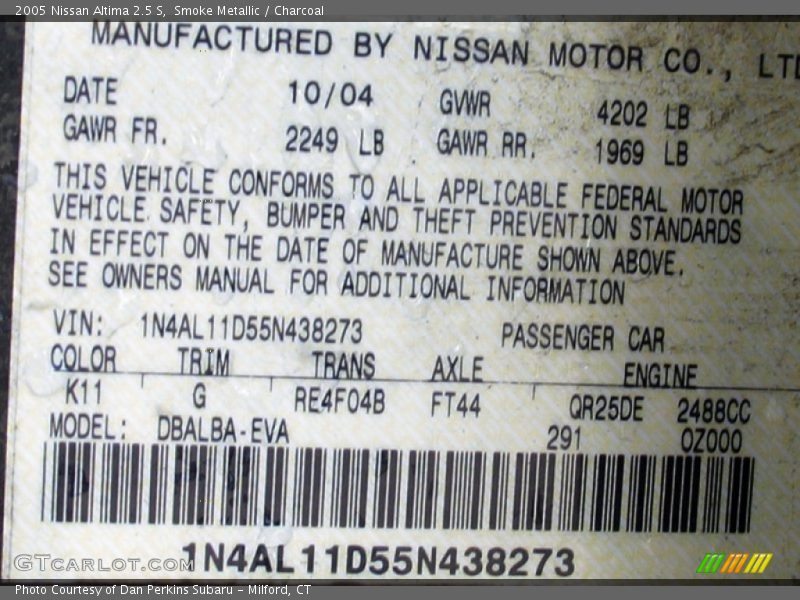 2005 Nissan Altima 2.5 S, Smoke Metallic / Charcoal
MANUFACTURED BY NISSAN MOTOR CO., LTD
DATE 10/04 GVWR 4202 LB
GAWR FR. 2249 LB GAWR RR. 1969 LB
THIS VEHICLE CONFORMS TO ALL APPLICABLE FEDERAL MOTOR
VEHICLE SAFETY, BUMPER AND THEFT PREVENTION STANDARDS
IN EFFECT ON THE DATE OF MANUFACTURE SHOWN ABOVE.
SEE OWNERS MANUAL FOR ADDITIONAL INFORMATION
VIN: 1N4AL11D55N438273 PASSENGER CAR
COLOR TRIM TRANS AXLE ENGINE
K11 G RE4F04B FT44 QR25DE 2488CC
MODEL: DBALBA-EVA 291 0Z000
1N4AL11D55N438273
GTcarlot.com
Photo Courtesy of Dan Perkins Subaru - Milford, CT